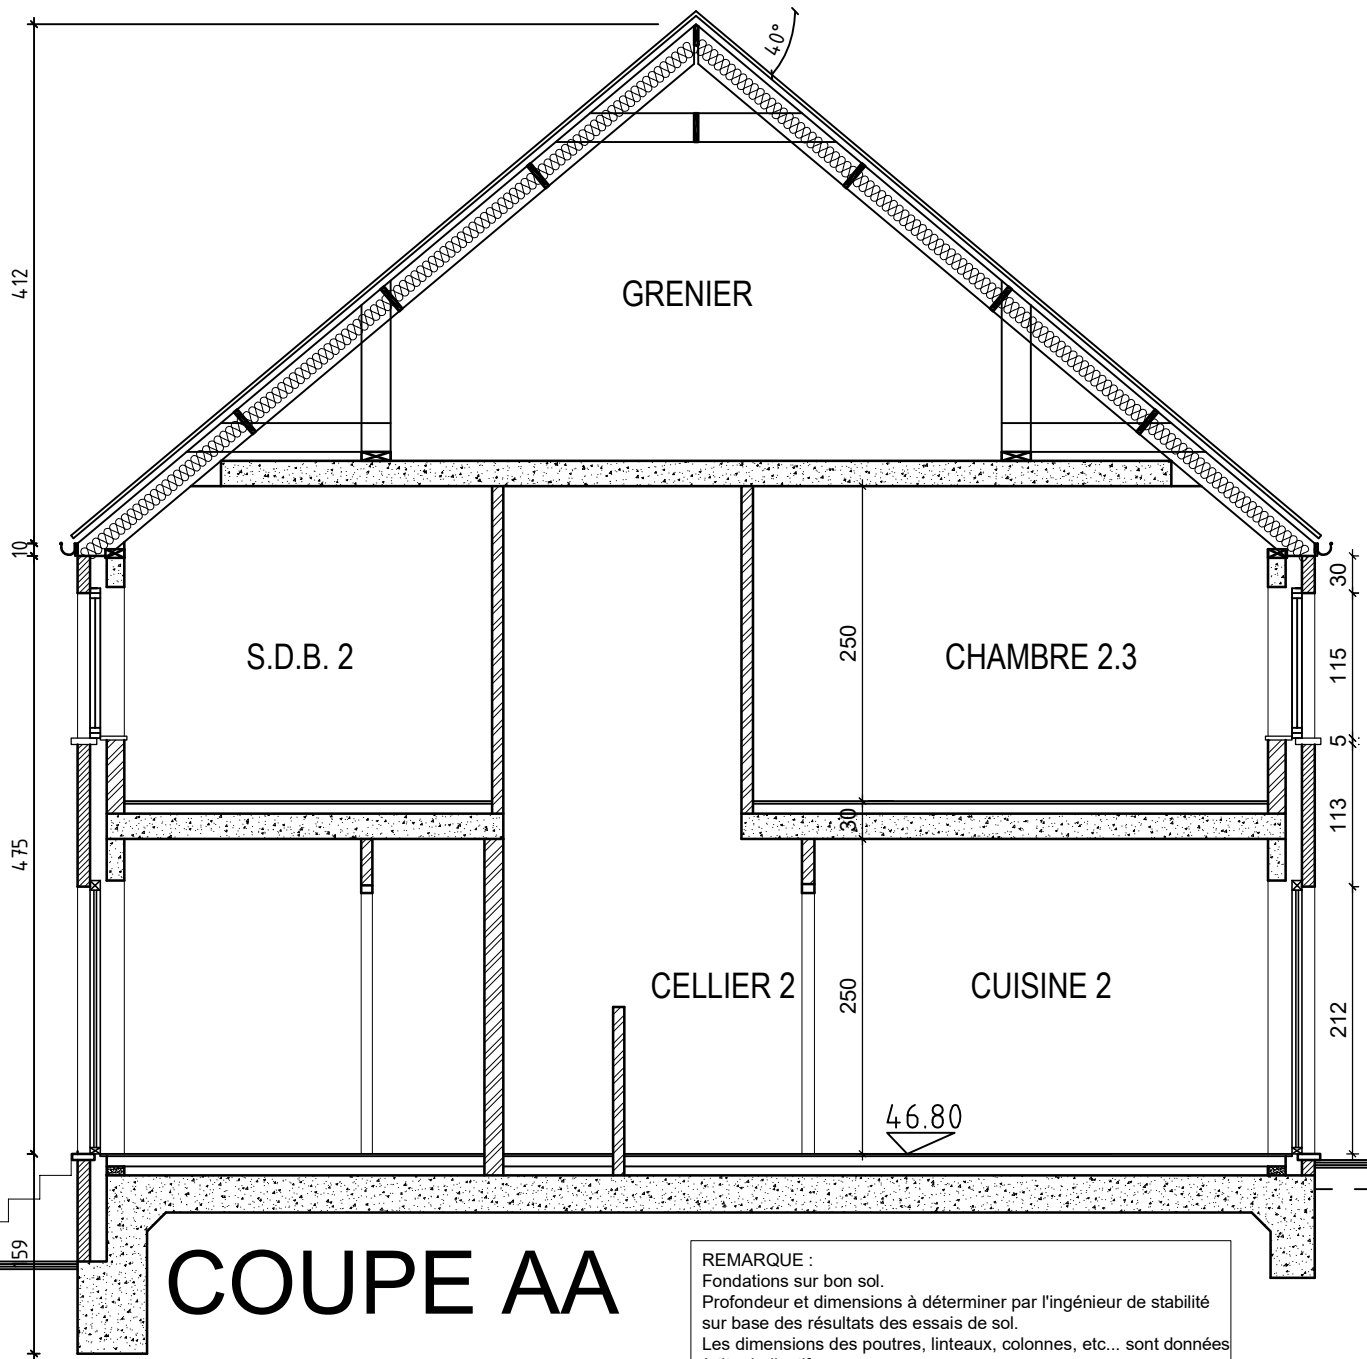 40°
412
GRENIER
10
30
S.D.B. 2
250
CHAMBRE 2.3
115
5
30
113
475
CELLIER 2
250
CUISINE 2
212
46.80
159
COUPE AA
REMARQUE :
Fondations sur bon sol.
Profondeur et dimensions à déterminer par l'ingénieur de stabilité
sur base des résultats des essais de sol.
Les dimensions des poutres, linteaux, colonnes, etc... sont données